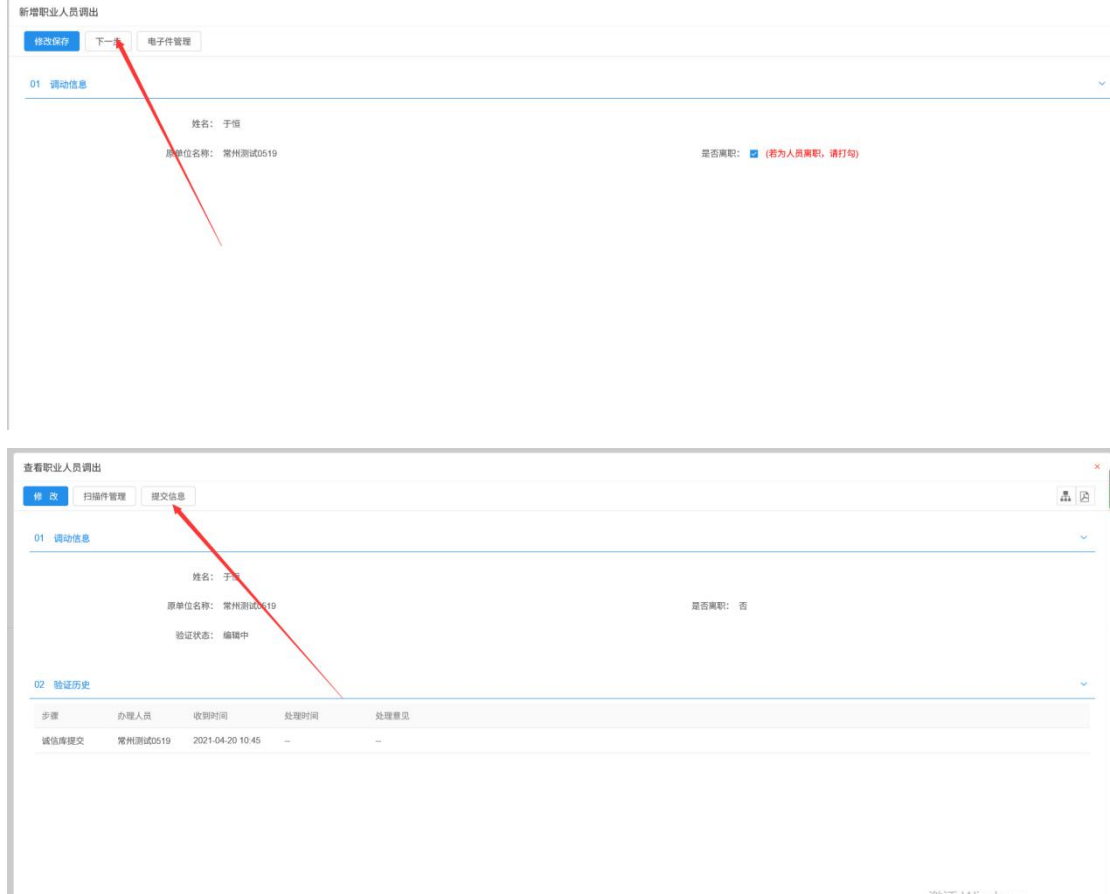 新增职业人员调出
修改保存 下一步 电子件管理
01 调动信息
姓名： 于恒
原单位名称： 常州测试0519 是否离职： (若为人员离职，请打勾)
查看职业人员调出
修 改 扫描件管理 提交信息
01 调动信息
姓名： 于恒
原单位名称： 常州测试0519 是否离职： 否
验证状态： 编辑中
02 验证历史
步骤 办理人员 收到时间 处理时间 处理意见
诚信库提交 常州测试0519 2021-04-20 10:45 -- --